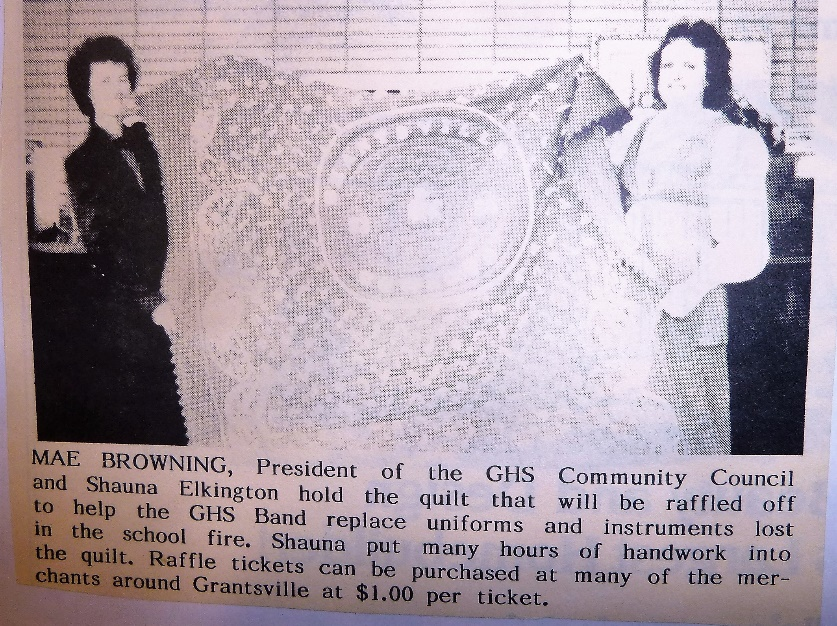 MAE BROWNING, President of the GHS Community Council
and Shauna Elkington hold the quilt that will be raffled off
to help the GHS Band replace uniforms and instruments lost
in the school fire. Shauna put many hours of handwork into
the quilt. Raffle tickets can be purchased at many of the mer-
chants around Grantsville at $1.00 per ticket.